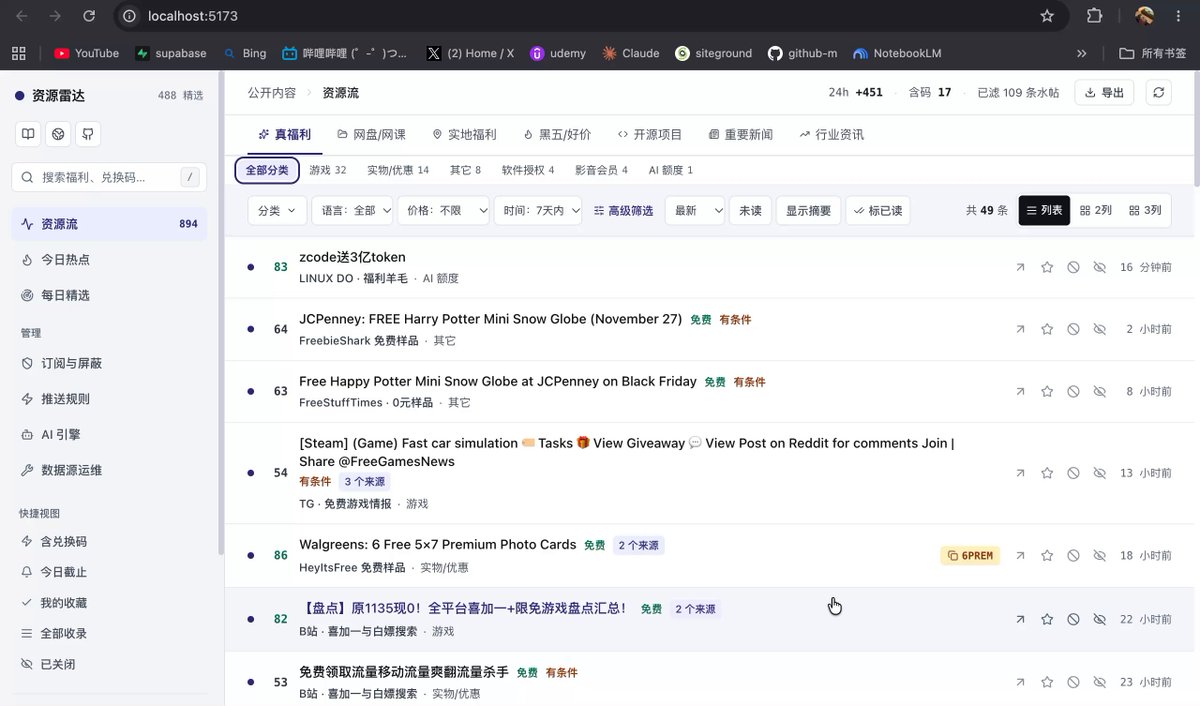 localhost:5173
YouTube
supabase
Bing
哔哩哔哩 (゜-゜)つ...
(2) Home / X
udemy
Claude
siteground
github-m
NotebookLM
»
所有书签
资源雷达
488 精选
搜索福利、兑换码...
/
资源流
894
今日热点
每日精选
管理
订阅与屏蔽
推送规则
AI 引擎
数据源运维
快捷视图
含兑换码
今日截止
我的收藏
全部收录
已关闭
公开内容 › 资源流
24h +451 · 含码 17 · 已滤 109 条水帖
导出
真福利
网盘/网课
实地福利
黑五/好价
开源项目
重要新闻
行业资讯
全部分类
游戏 32
实物/优惠 14
其它 8
软件授权 4
影音会员 4
AI 额度 1
分类
语言：全部
价格：不限
时间：7天内
高级筛选
最新
未读
显示摘要
标已读
共 49 条
列表
2列
3列
83
zcode送3亿token
LINUX DO · 福利羊毛 · AI 额度
16 分钟前
64
JCPenney: FREE Harry Potter Mini Snow Globe (November 27) 免费 有条件
FreebieShark 免费样品 · 其它
2 小时前
63
Free Happy Potter Mini Snow Globe at JCPenney on Black Friday 免费 有条件
FreeStuffTimes · 0元样品 · 其它
8 小时前
54
[Steam] (Game) Fast car simulation 🏷️ Tasks 🎁 View Giveaway 💬 View Post on Reddit for comments Join |
Share @FreeGamesNews
有条件 3 个来源
TG · 免费游戏情报 · 游戏
13 小时前
86
Walgreens: 6 Free 5×7 Premium Photo Cards 免费 2 个来源
HeyItsFree 免费样品 · 实物/优惠
6PREM
18 小时前
82
【盘点】原1135现0！全平台喜加一+限免游戏盘点汇总！ 免费 2 个来源
B站 · 喜加一与白嫖搜索 · 游戏
22 小时前
53
免费领取流量移动流量爽翻流量杀手 免费 有条件
B站 · 喜加一与白嫖搜索 · 实物/优惠
23 小时前